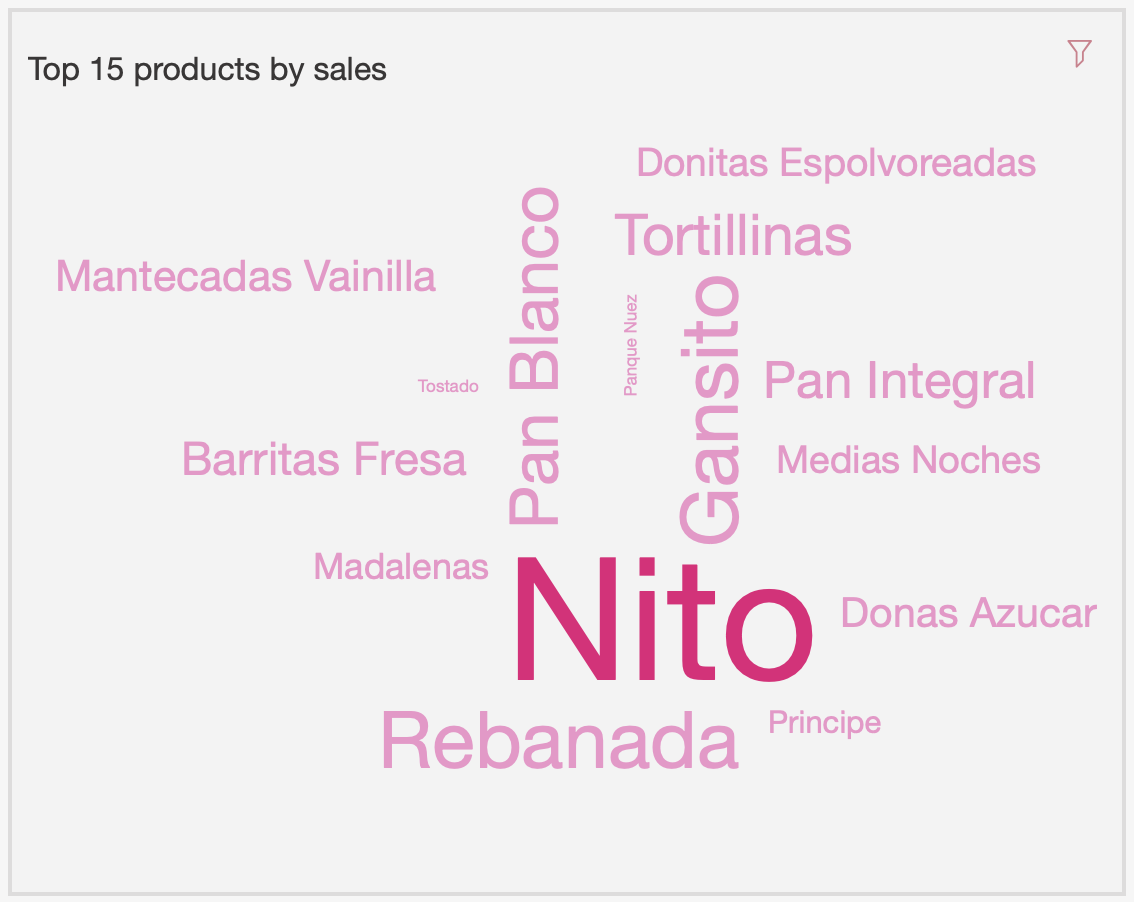 Top 15 products by sales
Donitas Espolvoreadas
Tortillinas
Mantecadas Vainilla
Pan Blanco
Panque Nuez
Gansito
Tostado
Pan Integral
Barritas Fresa
Medias Noches
Madalenas
Nito
Donas Azucar
Rebanada
Principe